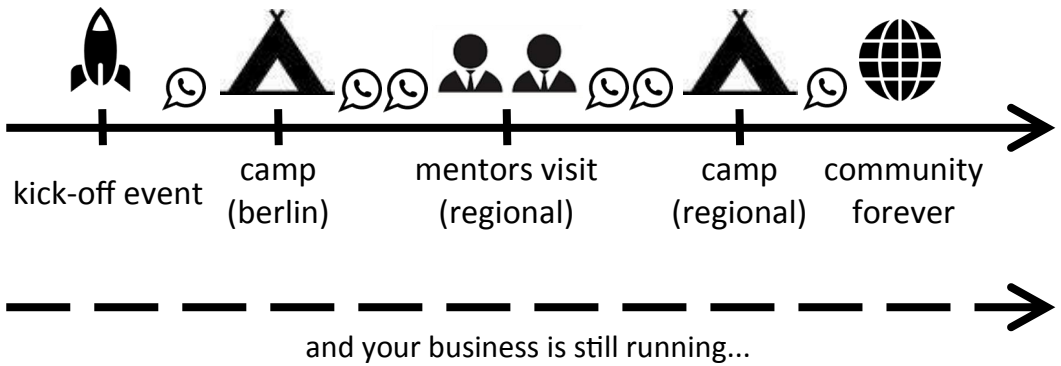 kick-off event
camp
(berlin)
mentors visit
(regional)
camp
(regional)
community
forever
and your business is still running...